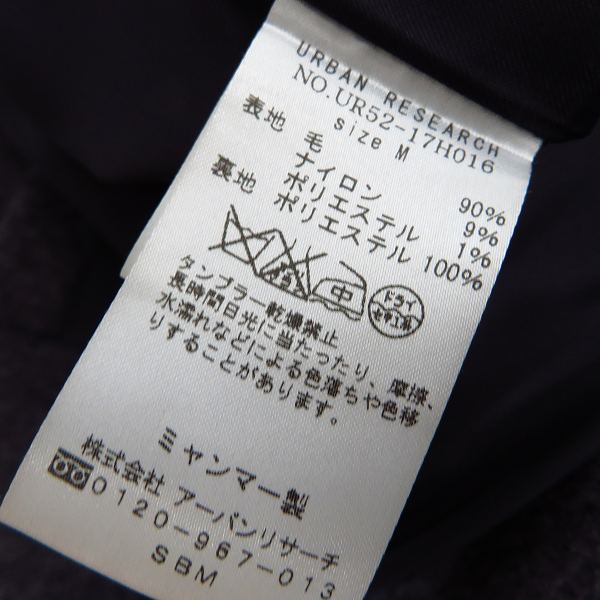 URBAN RESEARCH
NO.UR52-17H016
Size M
表地 毛 90%
ナイロン 9%
ポリエステル 1%
裏地 ポリエステル 100%
中
ドライ
タンブラー乾燥禁止
長時間日光に当たったり、摩擦、
水濡れなどによる色落ちや色移
りすることがあります。
ミャンマー製
株式会社 アーバンリサーチ
0120-967-013
SBM